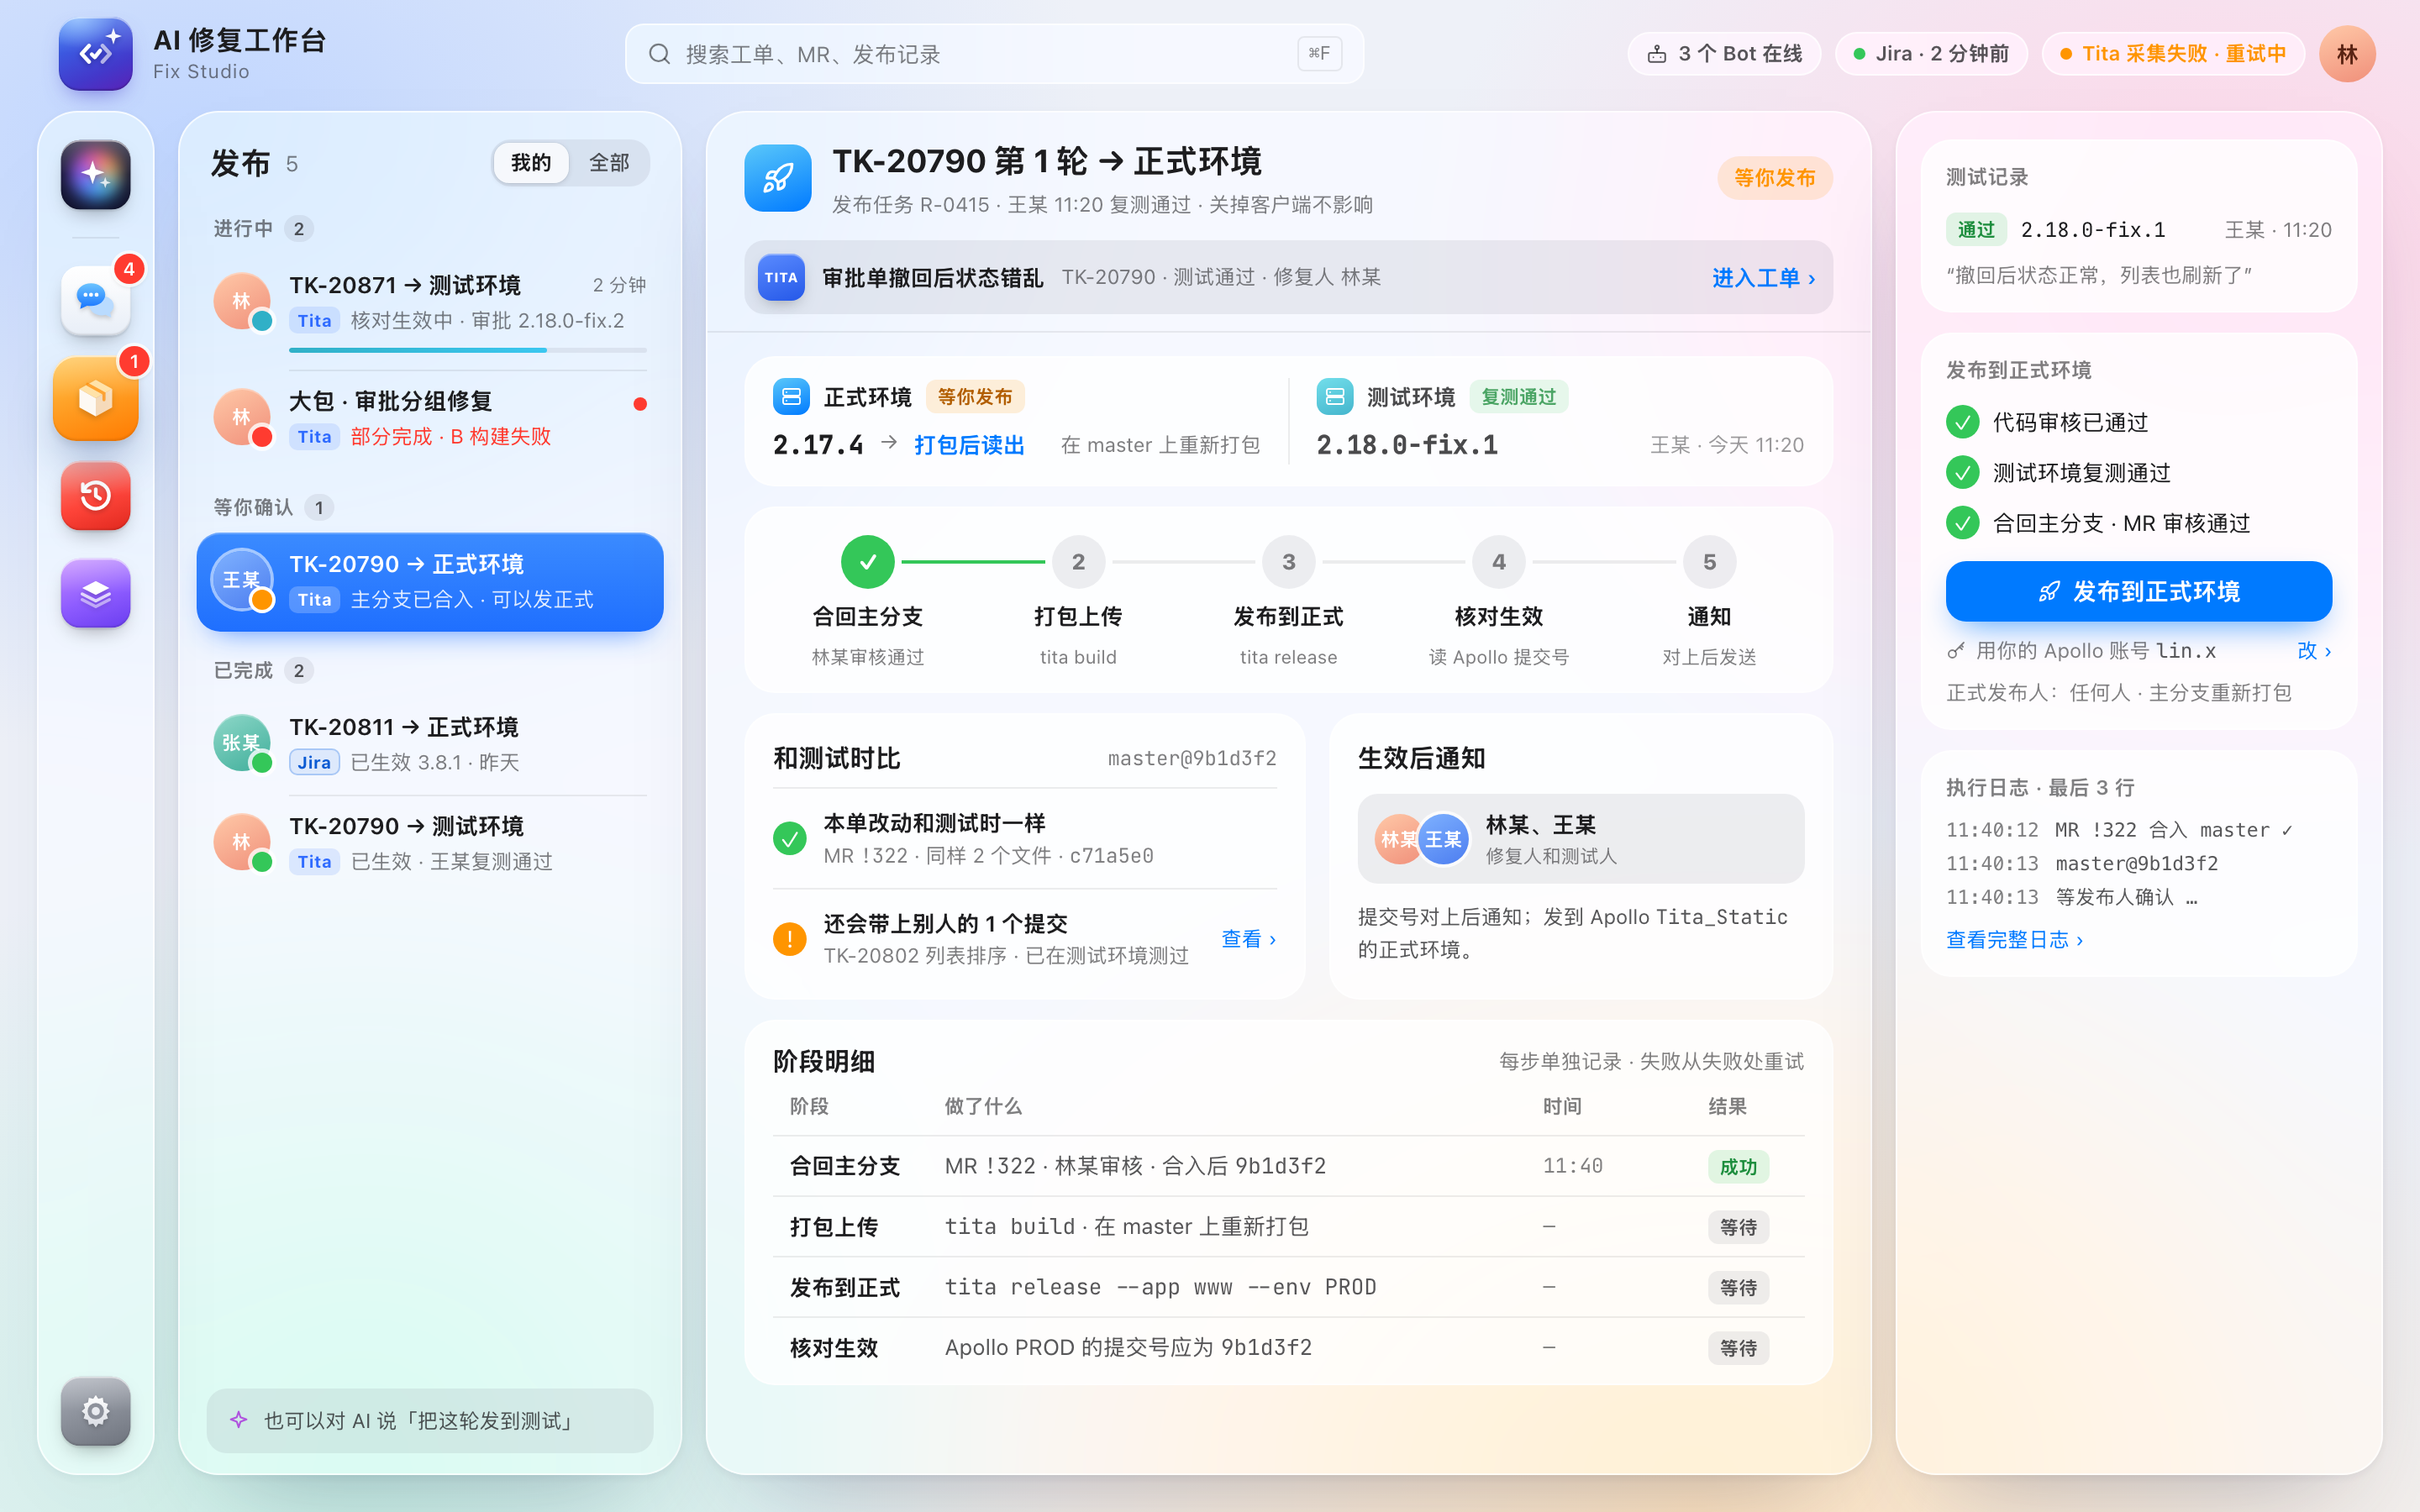 AI 修复工作台
Fix Studio
搜索工单、MR、发布记录
⌘F
3 个 Bot 在线
Jira · 2 分钟前
Tita 采集失败 · 重试中
林
4
1
发布 5
我的
全部
进行中 2
林
TK-20871 → 测试环境
2 分钟
Tita 核对生效中 · 审批 2.18.0-fix.2
林
大包 · 审批分组修复
Tita 部分完成 · B 构建失败
等你确认 1
王某
TK-20790 → 正式环境
Tita 主分支已合入 · 可以发正式
已完成 2
张某
TK-20811 → 正式环境
Jira 已生效 3.8.1 · 昨天
林
TK-20790 → 测试环境
Tita 已生效 · 王某复测通过
也可以对 AI 说「把这轮发到测试」
TK-20790 第 1 轮 → 正式环境
发布任务 R-0415 · 王某 11:20 复测通过 · 关掉客户端不影响
等你发布
TITA 审批单撤回后状态错乱 TK-20790 · 测试通过 · 修复人 林某
进入工单 ›
正式环境 等你发布
2.17.4 → 打包后读出 在 master 上重新打包
测试环境 复测通过
2.18.0-fix.1 王某 · 今天 11:20
2 3 4 5
合回主分支 打包上传 发布到正式 核对生效 通知
林某审核通过 tita build tita release 读 Apollo 提交号 对上后发送
和测试时比 master@9b1d3f2
本单改动和测试时一样
MR !322 · 同样 2 个文件 · c71a5e0
还会带上别人的 1 个提交
TK-20802 列表排序 · 已在测试环境测过
查看 ›
生效后通知
林某 王某
林某、王某
修复人和测试人
提交号对上后通知；发到 Apollo Tita_Static
的正式环境。
阶段明细 每步单独记录 · 失败从失败处重试
阶段 做了什么 时间 结果
合回主分支 MR !322 · 林某审核 · 合入后 9b1d3f2 11:40 成功
打包上传 tita build · 在 master 上重新打包 — 等待
发布到正式 tita release --app www --env PROD — 等待
核对生效 Apollo PROD 的提交号应为 9b1d3f2 — 等待
测试记录
通过 2.18.0-fix.1 王某 · 11:20
“撤回后状态正常，列表也刷新了”
发布到正式环境
代码审核已通过
测试环境复测通过
合回主分支 · MR 审核通过
发布到正式环境
用你的 Apollo 账号 lin.x 改 ›
正式发布人：任何人 · 主分支重新打包
执行日志 · 最后 3 行
11:40:12 MR !322 合入 master ✓
11:40:13 master@9b1d3f2
11:40:13 等发布人确认 …
查看完整日志 ›